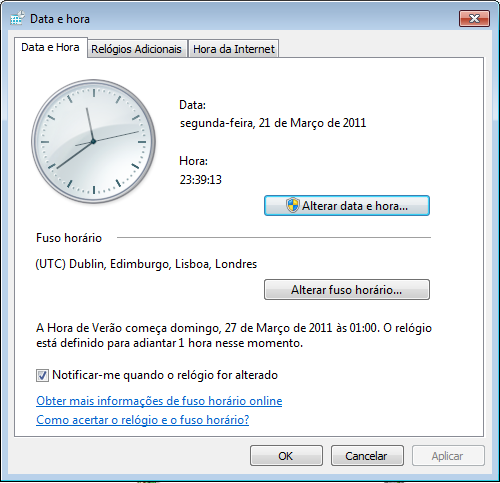 Data e hora
Data e Hora
Relógios Adicionais
Hora da Internet
Data:
segunda-feira, 21 de Março de 2011
Hora:
23:39:13
Alterar data e hora...
Fuso horário
(UTC) Dublin, Edimburgo, Lisboa, Londres
Alterar fuso horário...
A Hora de Verão começa domingo, 27 de Março de 2011 às 01:00. O relógio
está definido para adiantar 1 hora nesse momento.
Notificar-me quando o relógio for alterado
Obter mais informações de fuso horário online
Como acertar o relógio e o fuso horário?
OK
Cancelar
Aplicar